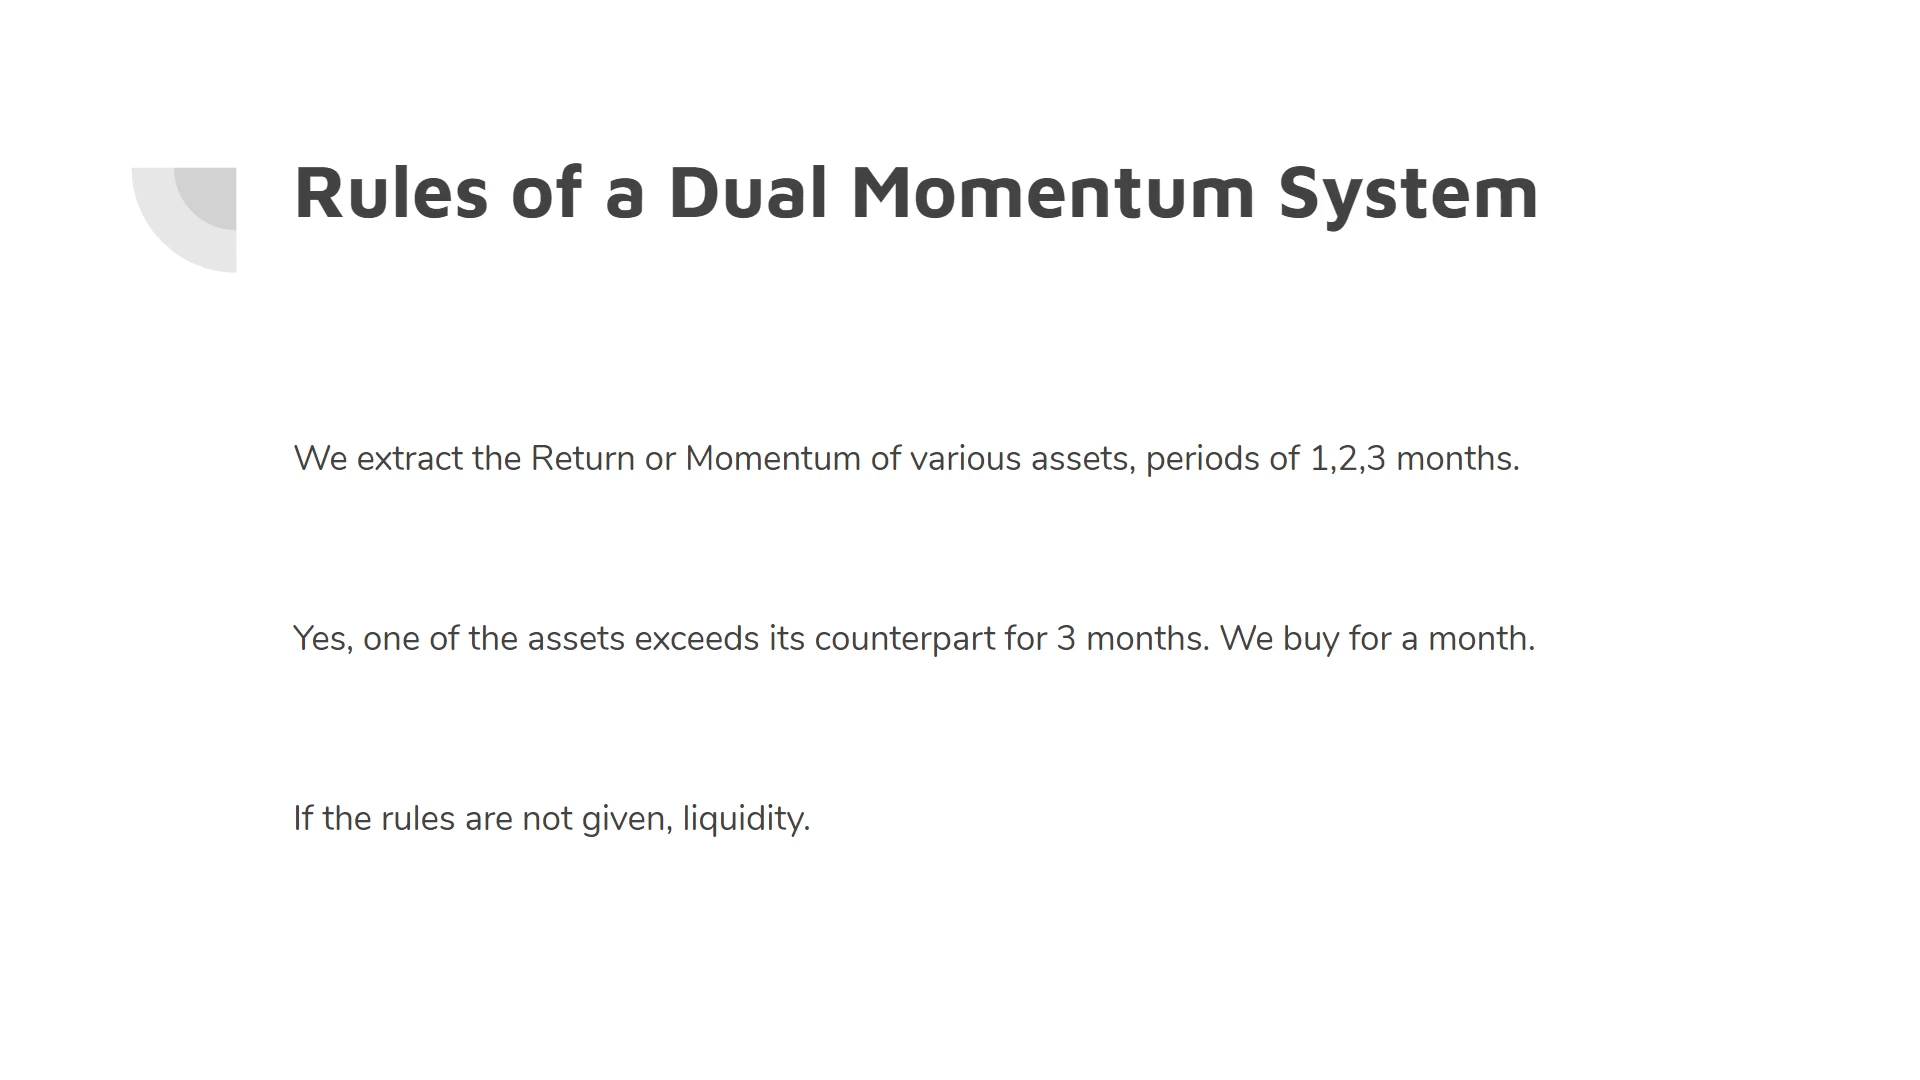 Rules of a Dual Momentum System
We extract the Return or Momentum of various assets, periods of 1,2,3 months.
Yes, one of the assets exceeds its counterpart for 3 months. We buy for a month.
If the rules are not given, liquidity.